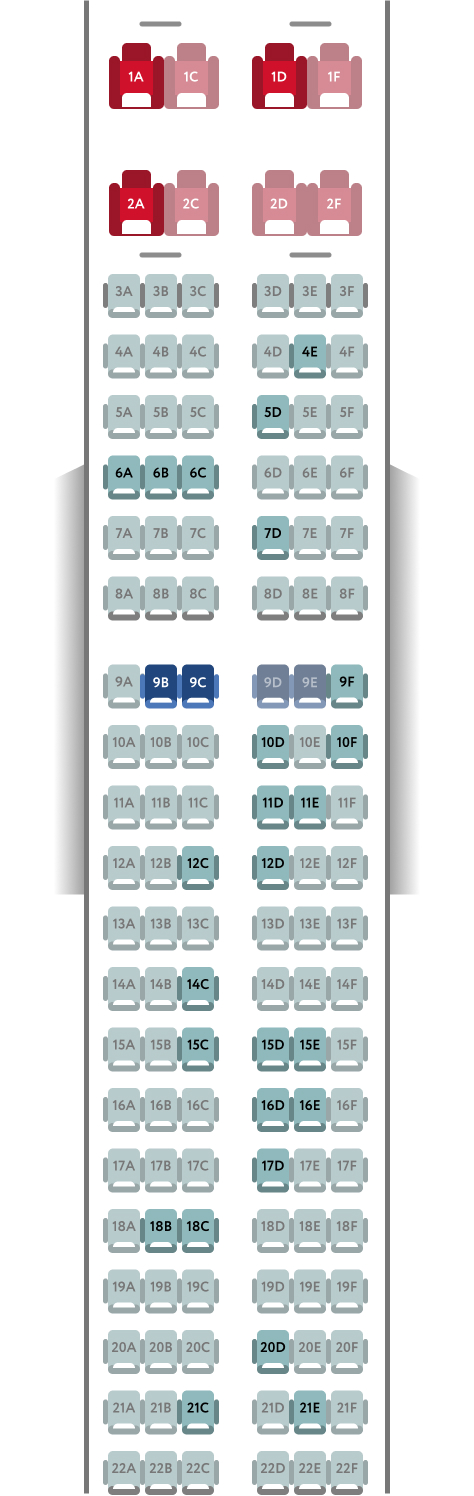 1A 1C 1D 1F
2A 2C 2D 2F
3A 3B 3C 3D 3E 3F
4A 4B 4C 4D 4E 4F
5A 5B 5C 5D 5E 5F
6A 6B 6C 6D 6E 6F
7A 7B 7C 7D 7E 7F
8A 8B 8C 8D 8E 8F
9A 9B 9C 9D 9E 9F
10A 10B 10C 10D 10E 10F
11A 11B 11C 11D 11E 11F
12A 12B 12C 12D 12E 12F
13A 13B 13C 13D 13E 13F
14A 14B 14C 14D 14E 14F
15A 15B 15C 15D 15E 15F
16A 16B 16C 16D 16E 16F
17A 17B 17C 17D 17E 17F
18A 18B 18C 18D 18E 18F
19A 19B 19C 19D 19E 19F
20A 20B 20C 20D 20E 20F
21A 21B 21C 21D 21E 21F
22A 22B 22C 22D 22E 22F